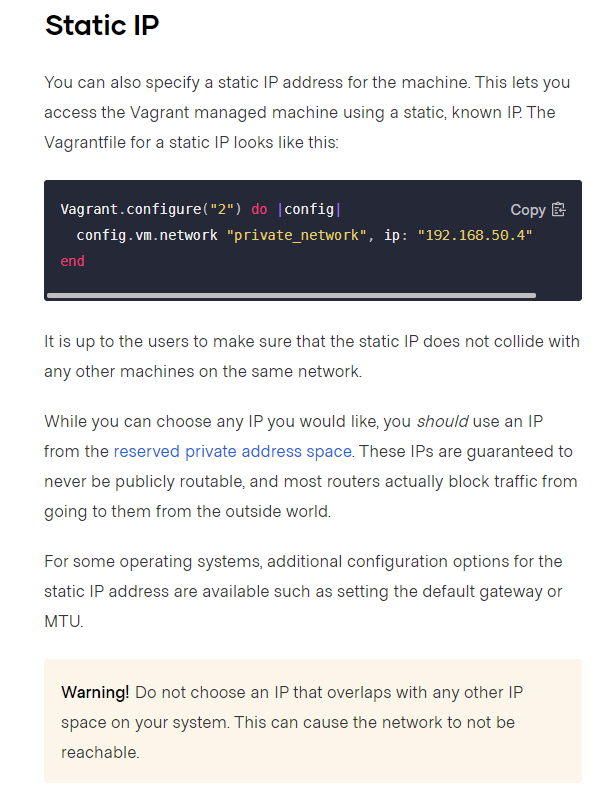 Static IP
You can also specify a static IP address for the machine. This lets you
access the Vagrant managed machine using a static, known IP. The
Vagrantfile for a static IP looks like this:
Vagrant.configure("2") do |config|
Copy
  config.vm.network "private_network", ip: "192.168.50.4"
end
It is up to the users to make sure that the static IP does not collide with
any other machines on the same network.
While you can choose any IP you would like, you should use an IP
from the reserved private address space. These IPs are guaranteed to
never be publicly routable, and most routers actually block traffic from
going to them from the outside world.
For some operating systems, additional configuration options for the
static IP address are available such as setting the default gateway or
MTU.
Warning! Do not choose an IP that overlaps with any other IP
space on your system. This can cause the network to not be
reachable.